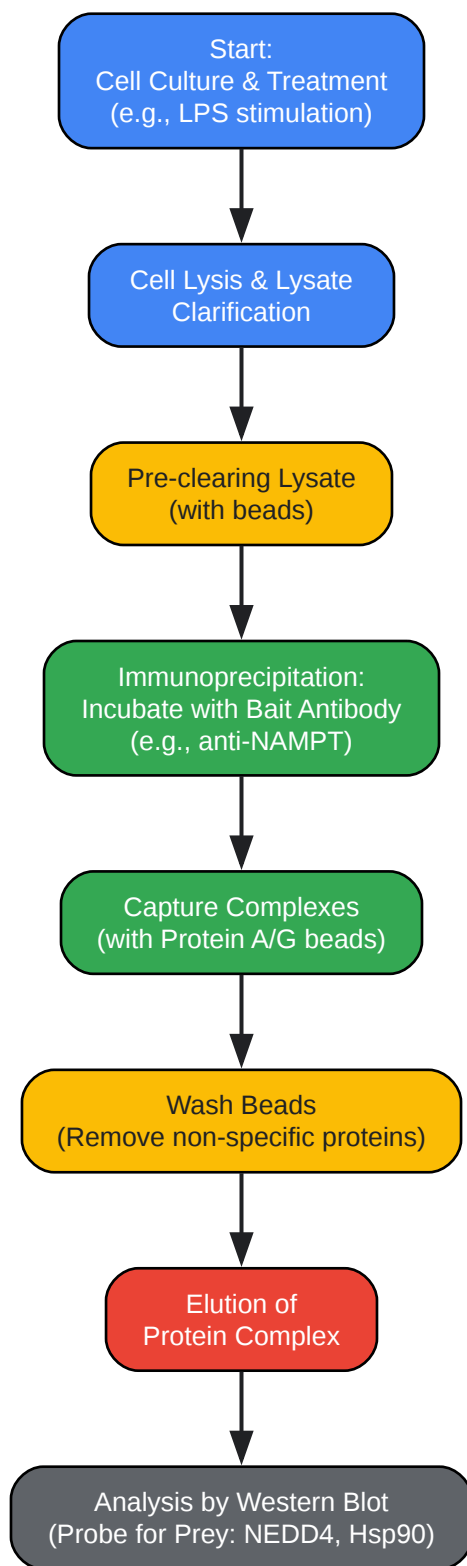 Start:
Cell Culture & Treatment
(e.g., LPS stimulation)
Cell Lysis & Lysate
Clarification
Pre-clearing Lysate
(with beads)
Immunoprecipitation:
Incubate with Bait Antibody
(e.g., anti-NAMPT)
Capture Complexes
(with Protein A/G beads)
Wash Beads
(Remove non-specific proteins)
Elution of
Protein Complex
Analysis by Western Blot
(Probe for Prey: NEDD4, Hsp90)